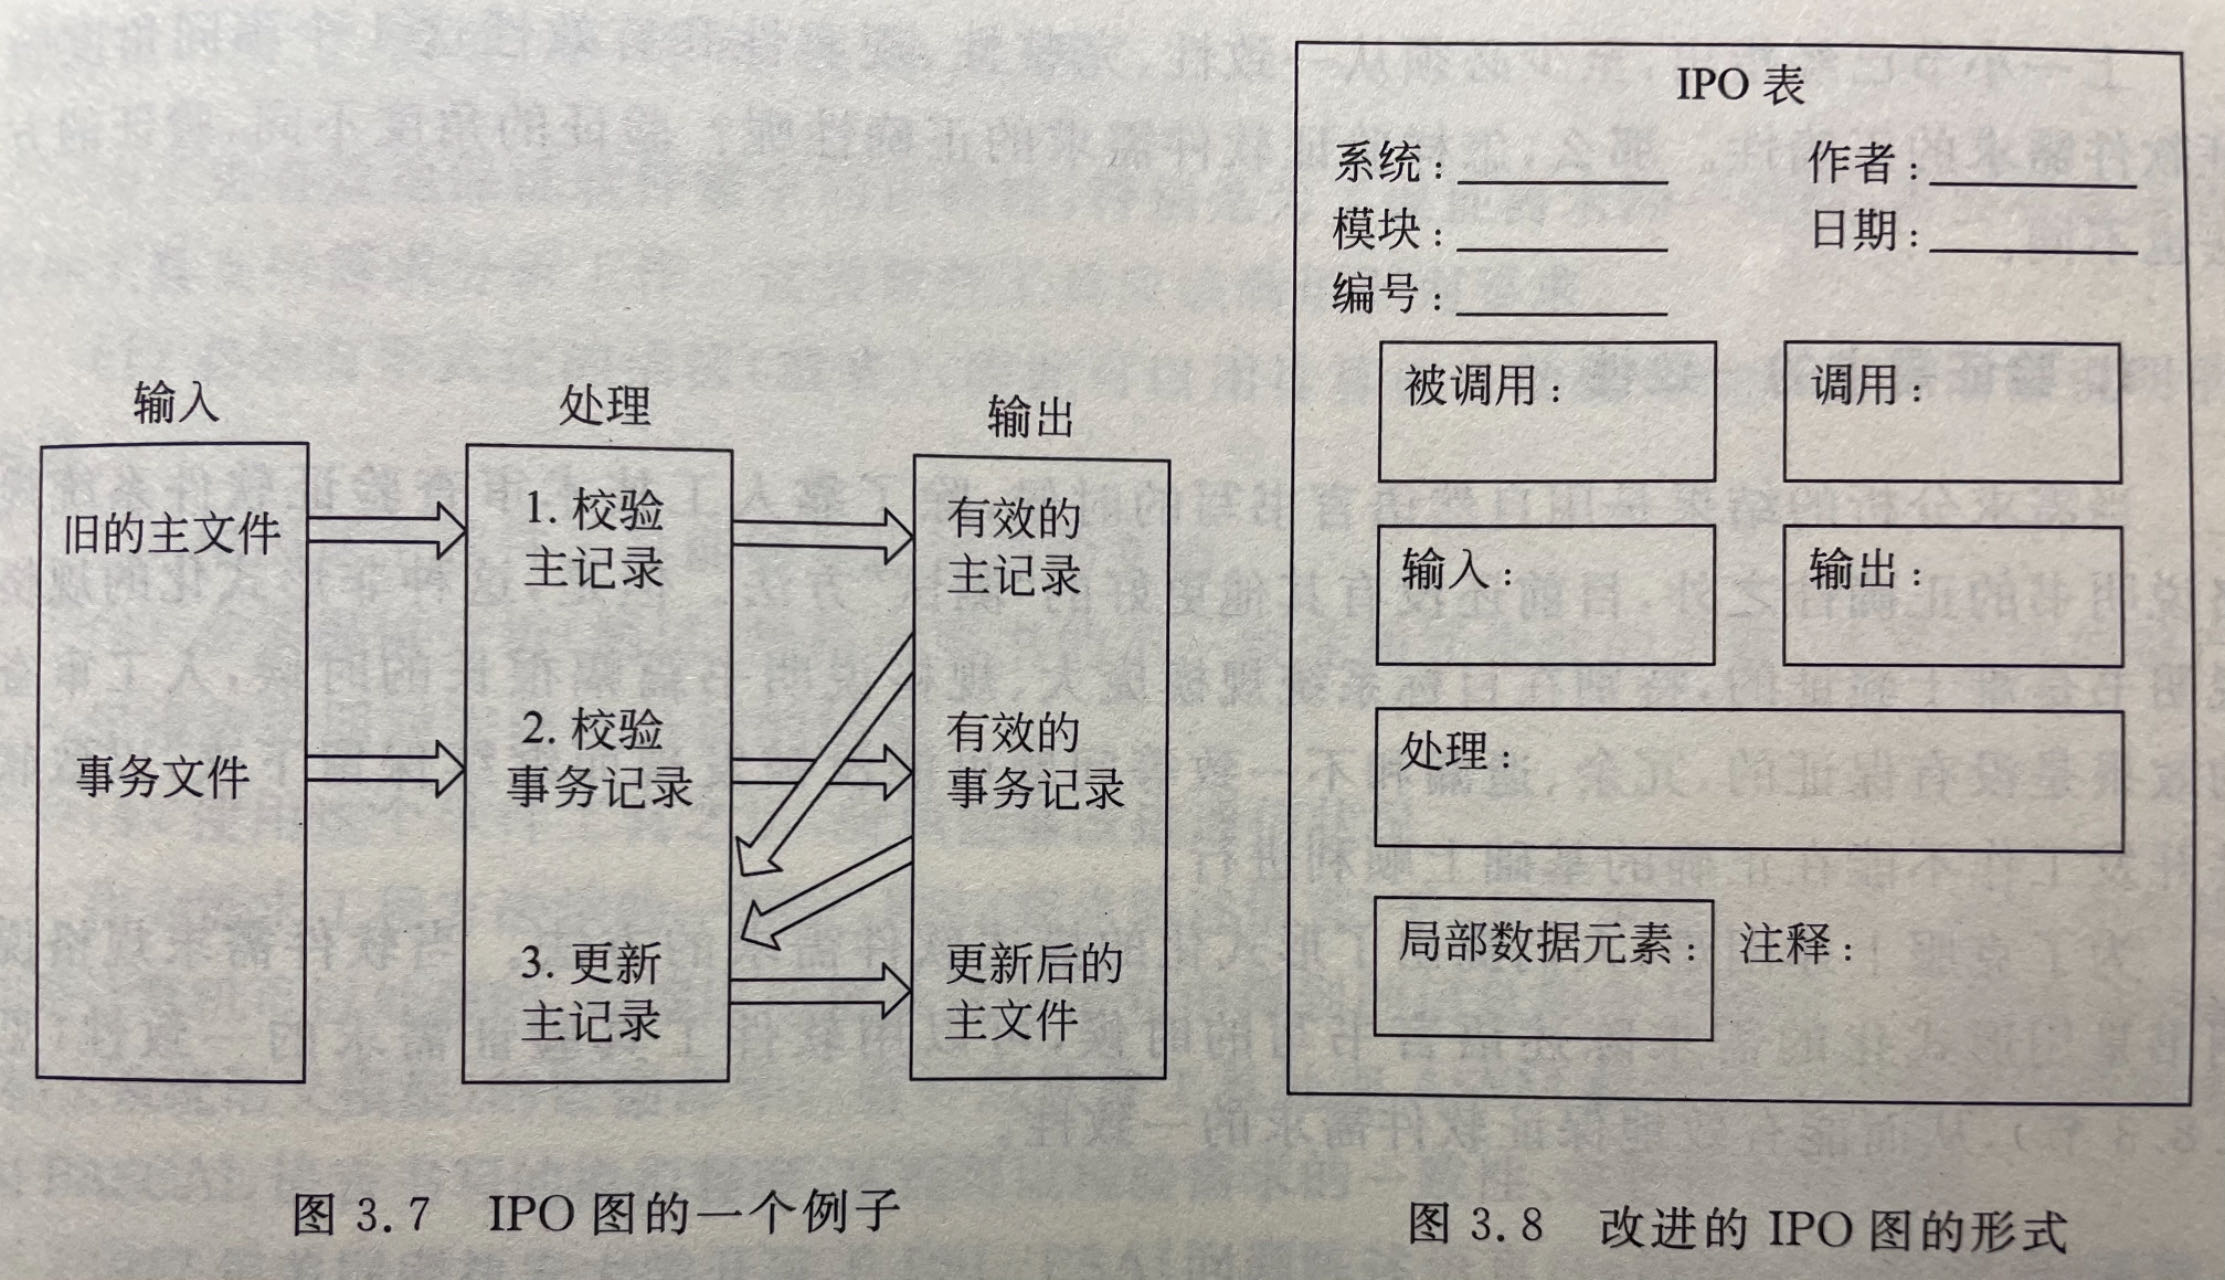 输入
旧的主文件
事务文件
处理
1. 校验
主记录
2. 校验
事务记录
3. 更新
主记录
输出
有效的
主记录
有效的
事务记录
更新后的
主文件
图 3.7 IPO 图的一个例子
IPO 表
系统：
作者：
模块：
日期：
编号：
被调用：
调用：
输入：
输出：
处理：
局部数据元素：
注释：
图 3.8 改进的 IPO 图的形式